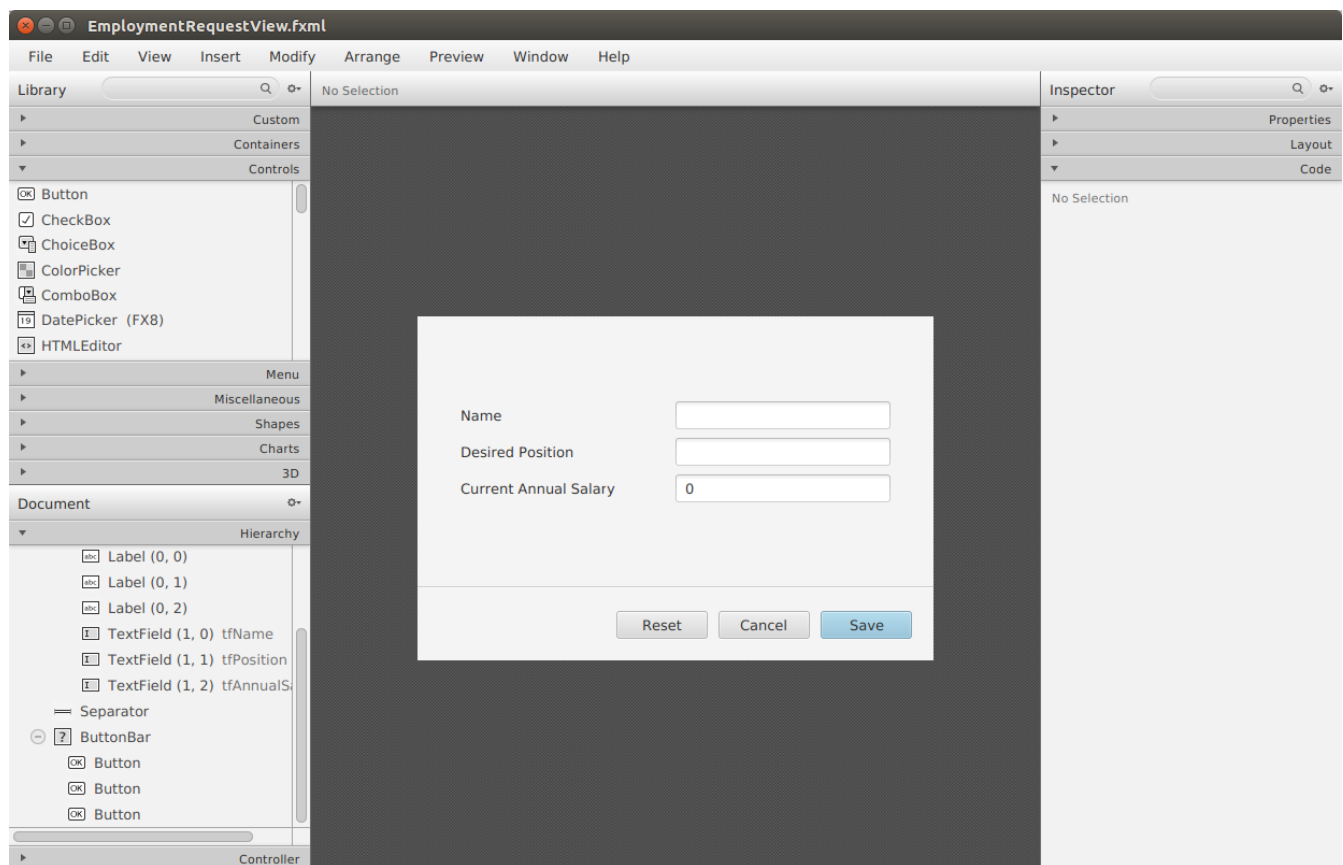 EmploymentRequestView.fxml
File Edit View Insert Modify Arrange Preview Window Help
Library
No Selection
Inspector
Custom
Containers
Controls
Button
CheckBox
ChoiceBox
ColorPicker
ComboBox
DatePicker (FX8)
HTMLEditor
Menu
Miscellaneous
Shapes
Charts
3D
Document
Hierarchy
Label (0, 0)
Label (0, 1)
Label (0, 2)
TextField (1, 0) tfName
TextField (1, 1) tfPosition
TextField (1, 2) tfAnnualSa
Separator
? ButtonBar
OK Button
OK Button
OK Button
Controller
Name
Desired Position
Current Annual Salary 0
Reset Cancel Save
Properties
Layout
Code
No Selection